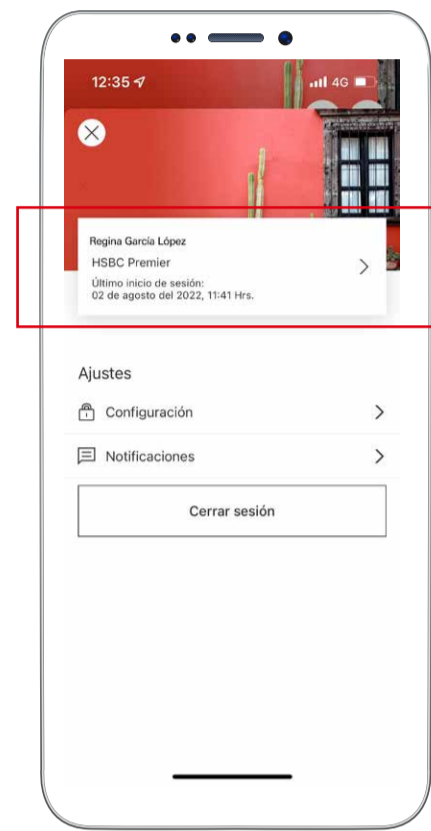 12:35
4G
Regina García López
HSBC Premier
Último inicio de sesión:
02 de agosto del 2022, 11:41 Hrs.
Ajustes
Configuración
Notificaciones
Cerrar sesión